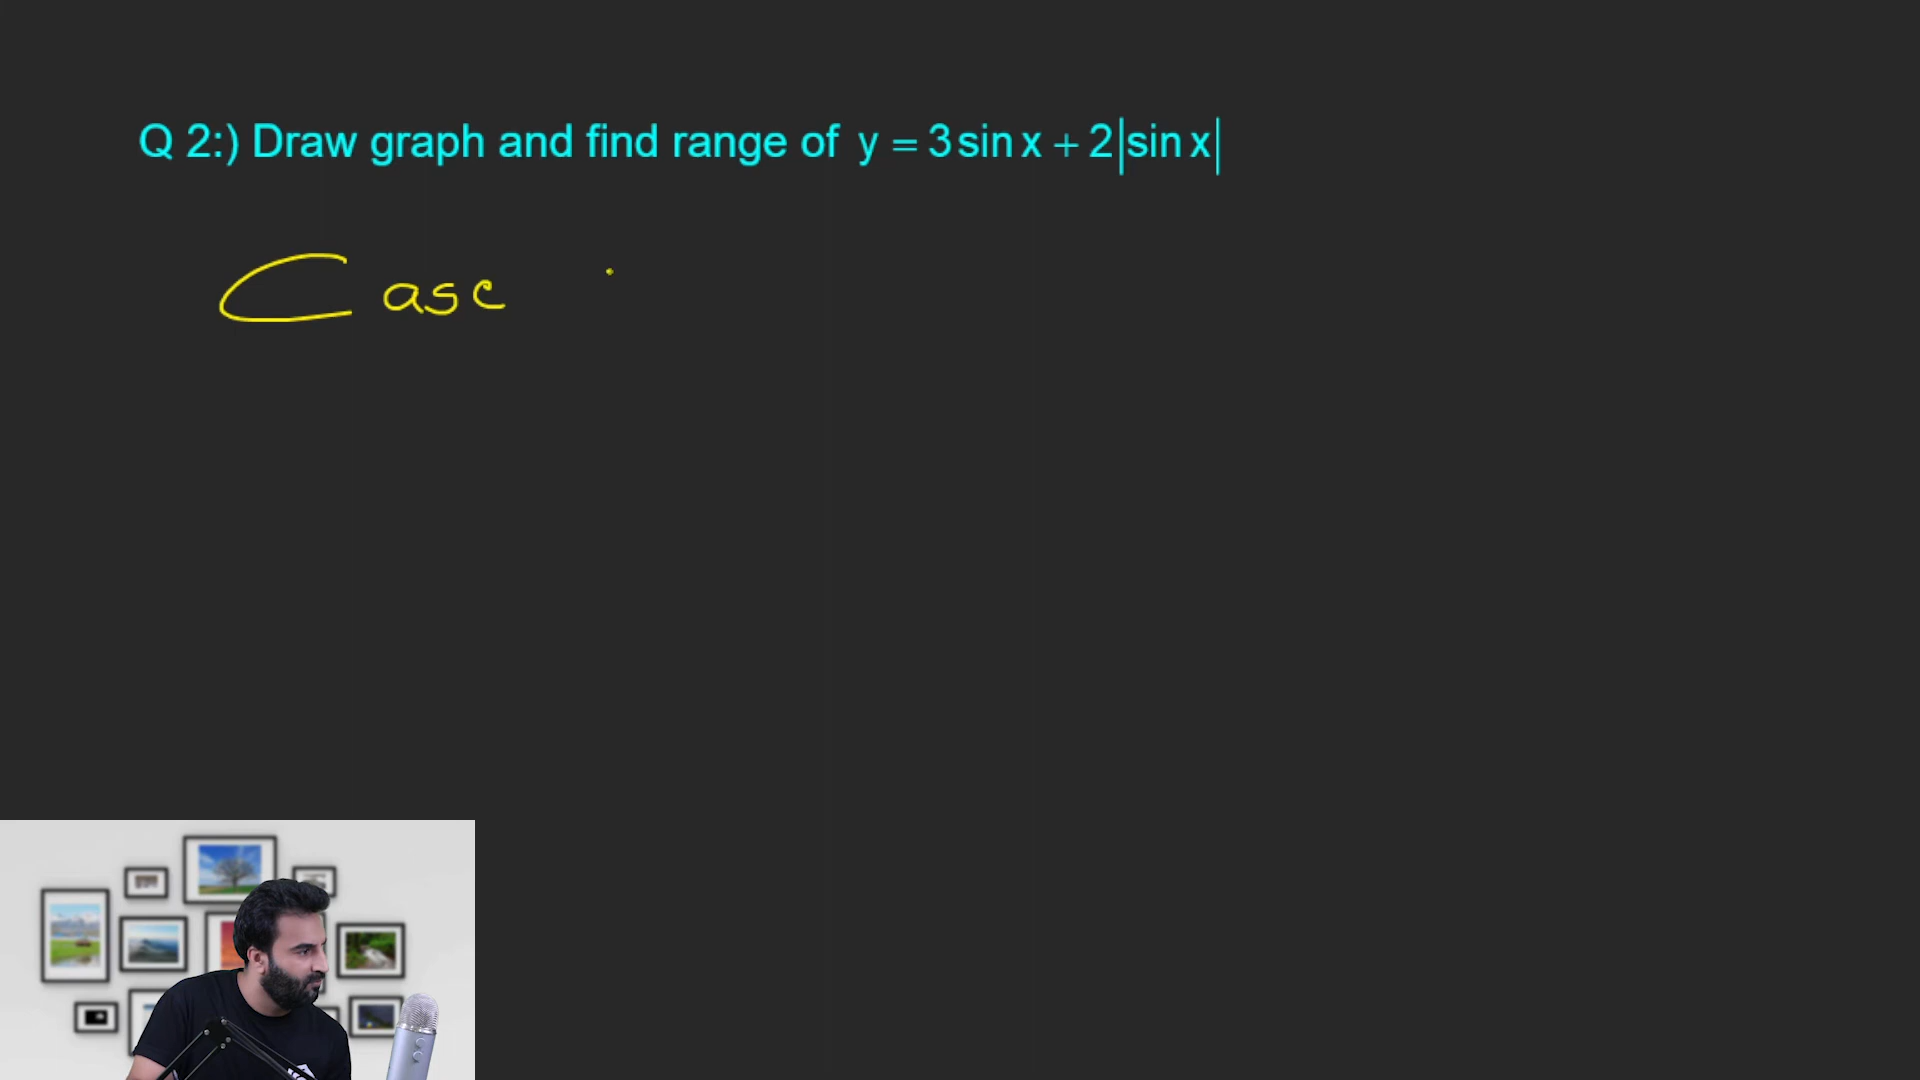 Q 2:) Draw graph and find range of y = 3 sin x + 2|sin x|
Case